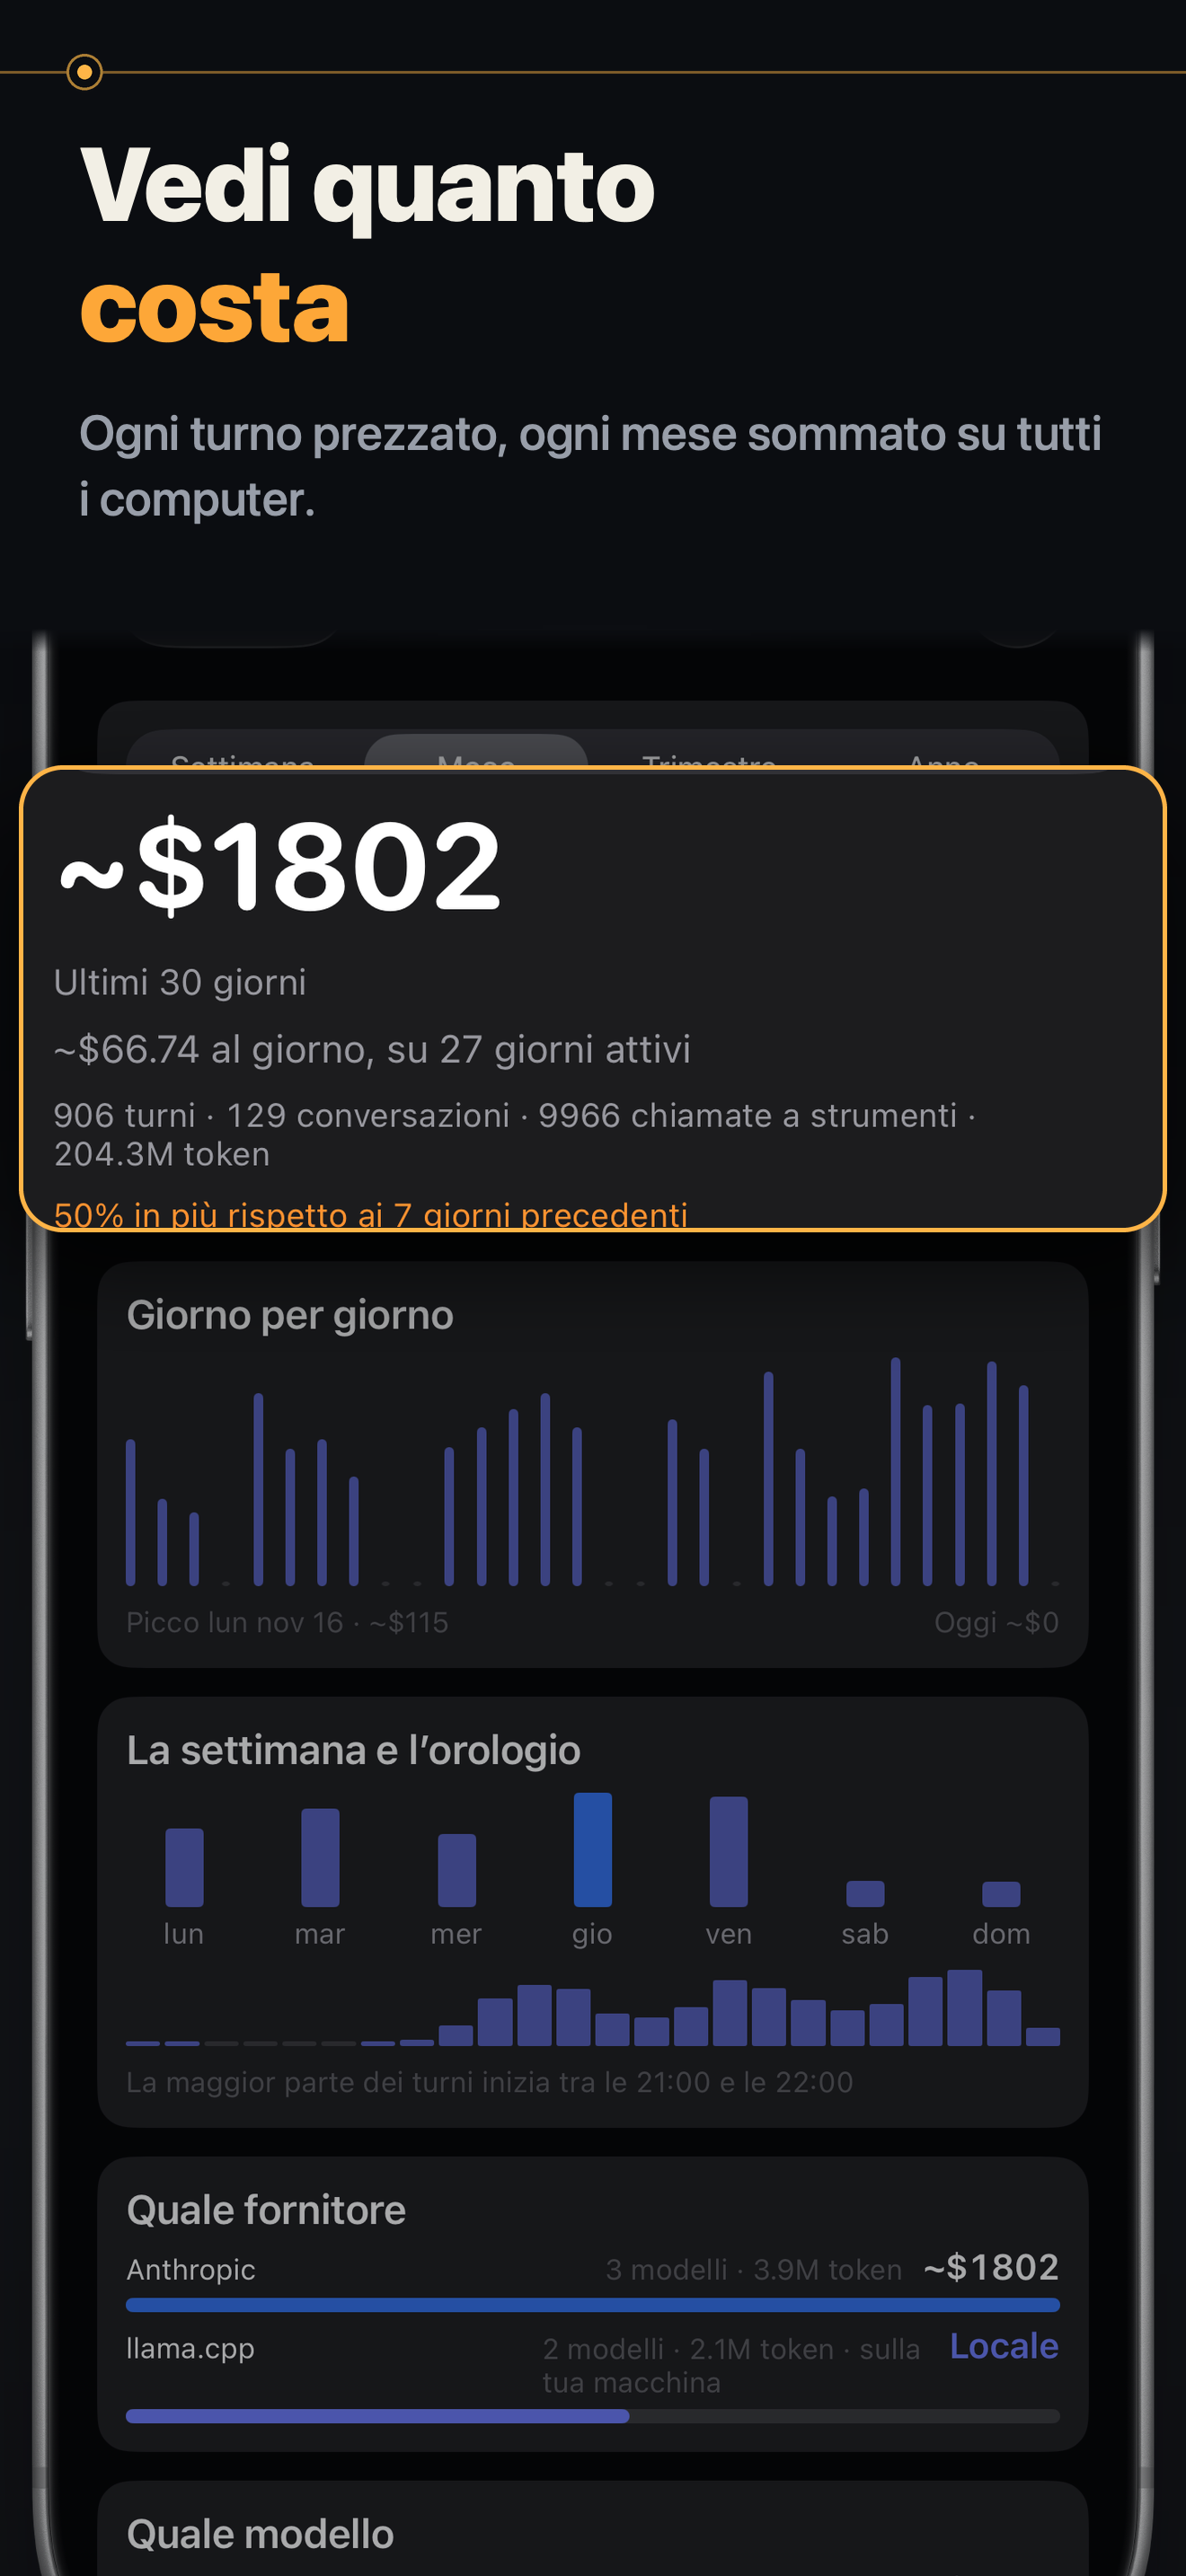 Vedi quanto
costa
Ogni turno prezzato, ogni mese sommato su tutti
i computer.
Settimana Mese Trimestre Anno
~$1802
Ultimi 30 giorni
~$66.74 al giorno, su 27 giorni attivi
906 turni · 129 conversazioni · 9966 chiamate a strumenti ·
204.3M token
50% in più rispetto ai 7 giorni precedenti
Giorno per giorno
Picco lun nov 16 · ~$115 Oggi ~$0
La settimana e l’orologio
lun mar mer gio ven sab dom
La maggior parte dei turni inizia tra le 21:00 e le 22:00
Quale fornitore
Anthropic 3 modelli · 3.9M token ~$1802
llama.cpp 2 modelli · 2.1M token · sulla Locale
tua macchina
Quale modello